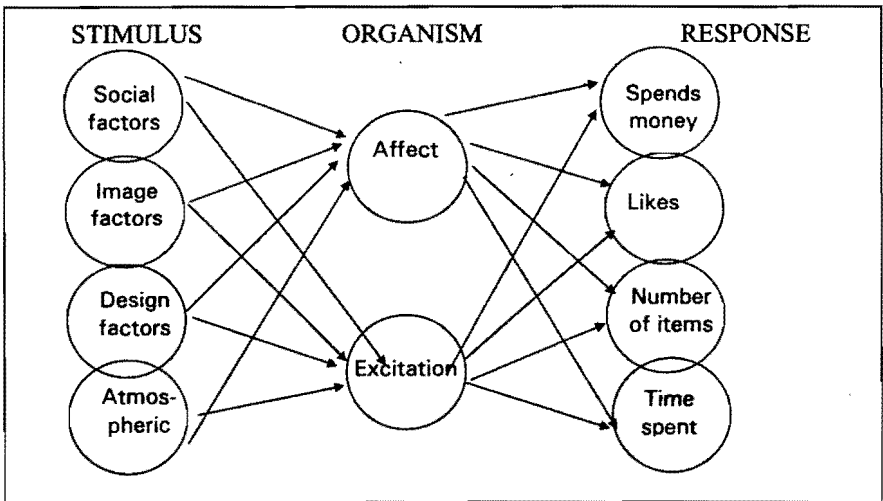 STIMULUS ORGANISM RESPONSE
Social
factors
Image
factors
Design
factors
Atmos-
pheric
Affect
Excitation
Spends
money
Likes
Number
of items
Time
spent